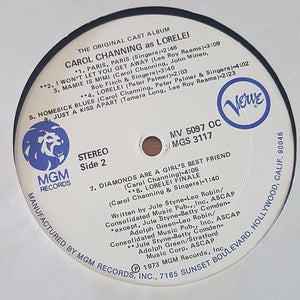 THE ORIGINAL CAST ALBUM
CAROL CHANNING as LORELEI
1. PARIS, PARIS (Singers)2:46
**2. I WON'T LET YOU GET AWAY (Lee Roy Reams)3:09
3. MAMIE IS MIMI (Carol Channing, John Mineo,
Bob Fitch & Singers)3:40
**4. LORELEI (Peter Palmer)2:01
5. HOMESICK BLUES (Carol Channing, Peter Palmer & Singers)
6. JUST A KISS APART (Tamara Long, Lee Roy Reams)
STEREO
Side 2
MV 5097 OC
MGS 3117
Verve
MGM
RECORDS
7. DIAMONDS ARE A GIRL'S BEST FRIEND
(Carol Channing)4:05
**8. LORELEI FINALE
(Carol Channing & Singers)1:40
Written by Jule Styne-Leo Robin/
Consolidated Music Pub., Inc., ASCAP
*except, Jule Styne-Betty Comden-
Adolph Green-Leo Robin/
Consolidated Music Pub., Inc. ASCAP
**Jule Styne-Betty Comden-
Adolph Green/Stratford
Music Corp. ASCAP
℗ 1973 MGM RECORDS, INC.
MANUFACTURED BY MGM RECORDS, INC., 7165 SUNSET BOULEVARD, HOLLYWOOD, CALIF. 90046